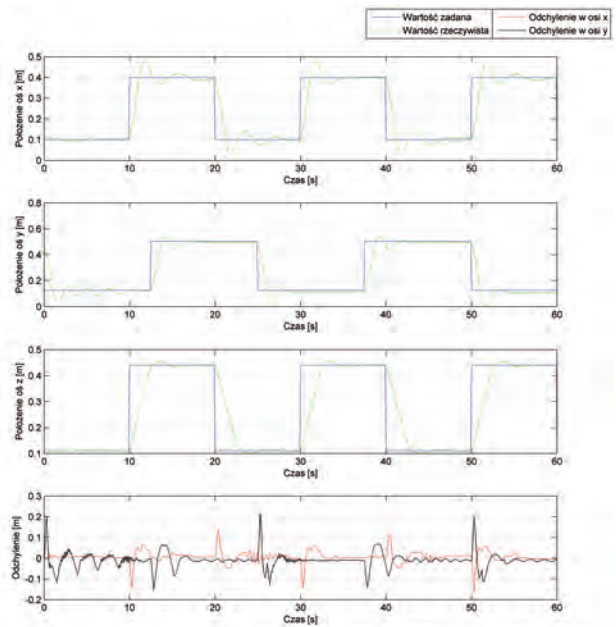 Wartość zadana
Wartość rzeczywista
Odchylenie w osi x
Odchylenie w osi y
Położenie oś x [m]
0.5
0.4
0.3
0.2
0.1
0
0 10 20 30 40 50 60
Czas [s]
Położenie oś y [m]
0.8
0.6
0.4
0.2
0
0 10 20 30 40 50 60
Czas [s]
Położenie oś z [m]
0.5
0.4
0.3
0.2
0.1
0 10 20 30 40 50 60
Czas [s]
Odchylenie [m]
0.3
0.2
0.1
0
-0.1
-0.2
0 10 20 30 40 50 60
Czas [s]